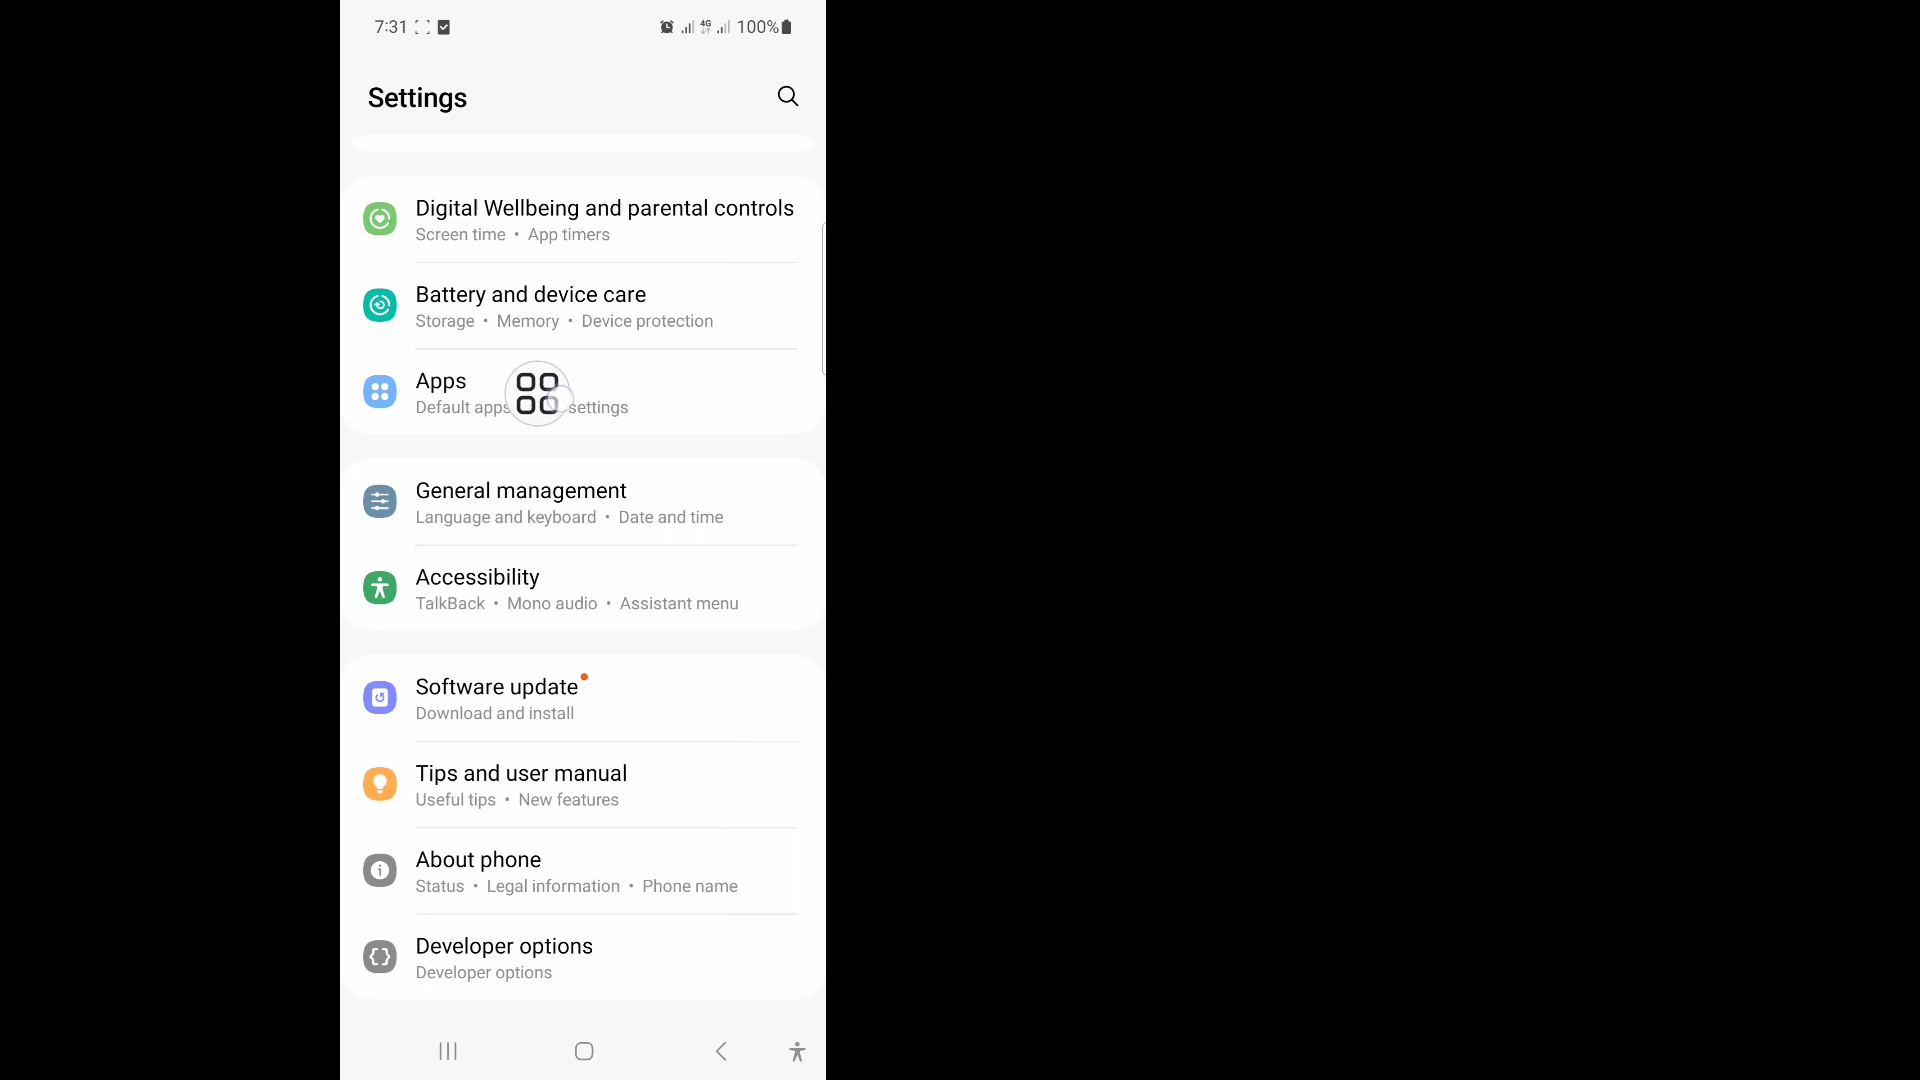 7:31 4G 100%
Settings
Digital Wellbeing and parental controls
Screen time • App timers
Battery and device care
Storage • Memory • Device protection
Apps
Default apps settings
General management
Language and keyboard • Date and time
Accessibility
TalkBack • Mono audio • Assistant menu
Software update
Download and install
Tips and user manual
Useful tips • New features
About phone
Status • Legal information • Phone name
Developer options
Developer options